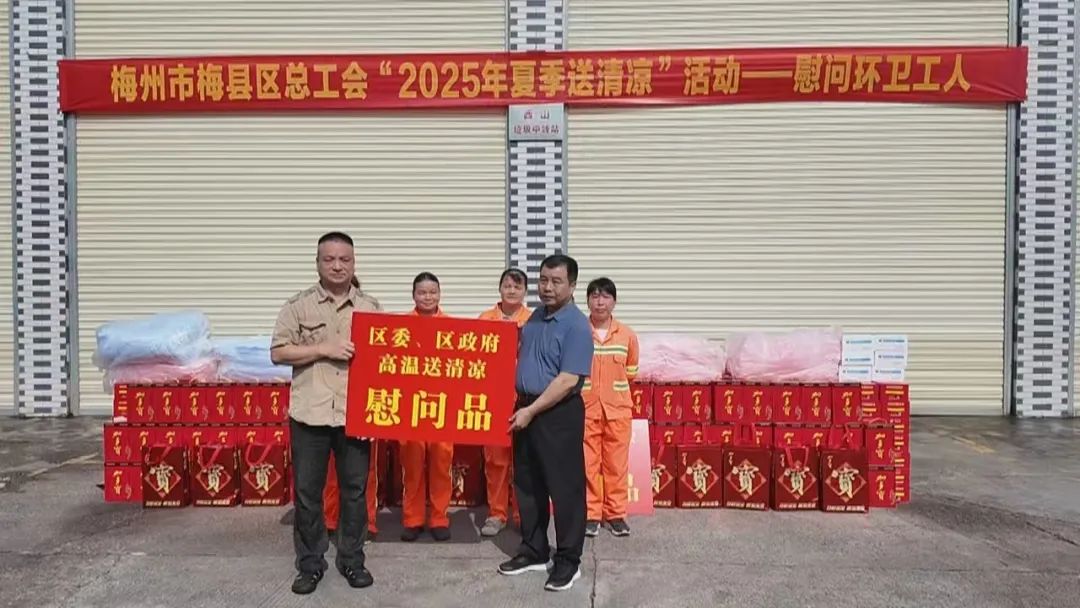 梅州市梅县区总工会“2025年夏季送清凉”活动——慰问环卫工人
西山
垃圾中转站
区委、区政府
高温送清凉
慰问品
品